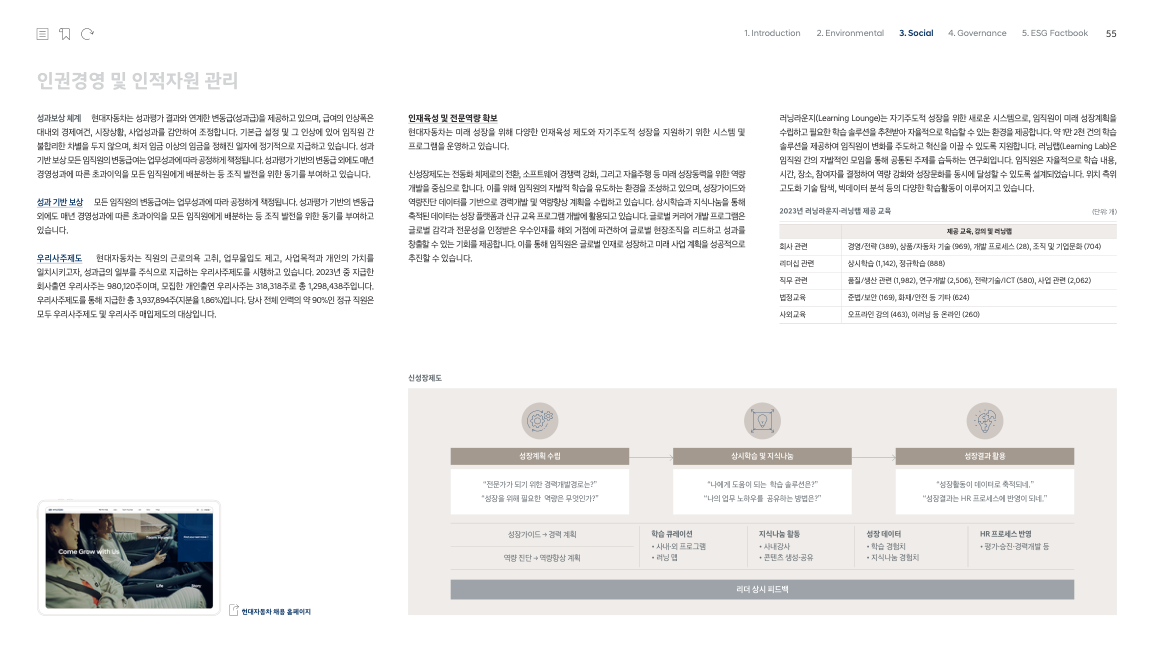 1. Introduction 2. Environmental 3. Social 4. Governance 5. ESG Factbook 55
인권경영 및 인적자원 관리
성과보상 체계 현대자동차는 성과평가 결과와 연계한 변동급(성과급)을 제공하고 있으며, 급여의 인상폭은
대내외 경제여건, 시장상황, 사업성과를 감안하여 조정합니다. 기본급 설정 및 그 인상에 있어 임직원 간
불합리한 차별을 두지 않으며, 최저 임금 이상의 임금을 정해진 일자에 정기적으로 지급하고 있습니다. 성과
기반 보상 모든 임직원의 변동급여는 업무성과에 따라 공정하게 책정됩니다. 성과평가 기반의 변동급 외에도 매년
경영성과에 따른 초과이익을 모든 임직원에게 배분하는 등 조직 발전을 위한 동기를 부여하고 있습니다.
성과 기반 보상 모든 임직원의 변동급여는 업무성과에 따라 공정하게 책정됩니다. 성과평가 기반의 변동급
외에도 매년 경영성과에 따른 초과이익을 모든 임직원에게 배분하는 등 조직 발전을 위한 동기를 부여하고
있습니다.
우리사주제도 현대자동차는 직원의 근로의욕 고취, 업무몰입도 제고, 사업목적과 개인의 가치를
일치시키고자, 성과급의 일부를 주식으로 지급하는 우리사주제도를 시행하고 있습니다. 2023년 중 지급한
회사출연 우리사주는 980,120주이며, 모집한 개인출연 우리사주는 318,318주로 총 1,298,438주입니다.
우리사주제도를 통해 지급한 총 3,937,894주(지분율 1.86%)입니다. 당사 전체 인력의 약 90%인 정규 직원은
모두 우리사주제도 및 우리사주 매입제도의 대상입니다.
Come Grow with Us
Life
Story
현대자동차 채용 홈페이지
인재육성 및 전문역량 확보
현대자동차는 미래 성장을 위해 다양한 인재육성 제도와 자기주도적 성장을 지원하기 위한 시스템 및
프로그램을 운영하고 있습니다.
신성장제도는 전동화 체제로의 전환, 소프트웨어 경쟁력 강화, 그리고 자율주행 등 미래 성장동력을 위한 역량
개발을 중심으로 합니다. 이를 위해 임직원의 자발적 학습을 유도하는 환경을 조성하고 있으며, 성장가이드와
역량진단 데이터를 기반으로 경력개발 및 역량향상 계획을 수립하고 있습니다. 상시학습과 지식나눔을 통해
축적된 데이터는 성장 플랫폼과 신규 교육 프로그램 개발에 활용되고 있습니다. 글로벌 커리어 개발 프로그램은
글로벌 감각과 전문성을 인정받은 우수인재를 해외 거점에 파견하여 글로벌 현장조직을 리드하고 성과를
창출할 수 있는 기회를 제공합니다. 이를 통해 임직원은 글로벌 인재로 성장하고 미래 사업 계획을 성공적으로
추진할 수 있습니다.
러닝라운지(Learning Lounge)는 자기주도적 성장을 위한 새로운 시스템으로, 임직원이 미래 성장계획을
수립하고 필요한 학습 솔루션을 추천받아 자율적으로 학습할 수 있는 환경을 제공합니다. 약 1만 2천 건의 학습
솔루션을 제공하여 임직원이 변화를 주도하고 혁신을 이끌 수 있도록 지원합니다. 러닝랩(Learning Lab)은
임직원 간의 자발적인 모임을 통해 공통된 주제를 습득하는 연구회입니다. 임직원은 자율적으로 학습 내용,
시간, 장소, 참여자를 결정하여 역량 강화와 성장문화를 동시에 달성할 수 있도록 설계되었습니다. 위치 측위
고도화 기술 탐색, 빅데이터 분석 등의 다양한 학습활동이 이루어지고 있습니다.
2023년 러닝라운지·러닝랩 제공 교육 (단위: 개)
제공 교육, 강의 및 러닝랩
회사 관련 경영/전략 (389), 상품/자동차 기술 (969), 개발 프로세스 (28), 조직 및 기업문화 (704)
리더십 관련 상시학습 (1,142), 정규학습 (888)
직무 관련 품질/생산 관련 (1,982), 연구개발 (2,506), 전략기술/ICT (580), 사업 관련 (2,062)
법정교육 준법/보안 (169), 화재/안전 등 기타 (624)
사외교육 오프라인 강의 (463), 이러닝 등 온라인 (260)
신성장제도
성장계획 수립 상시학습 및 지식나눔 성장결과 활용
“전문가가 되기 위한 경력개발경로는?” “나에게 도움이 되는 학습 솔루션은?” “성장활동이 데이터로 축적되네.”
“성장을 위해 필요한 역량은 무엇인가?” “나의 업무 노하우를 공유하는 방법은?” “성장결과는 HR 프로세스에 반영이 되네.”
성장가이드 → 경력 계획
역량 진단 → 역량향상 계획
학습 큐레이션
• 사내·외 프로그램
• 러닝 맵
지식나눔 활동
• 사내강사
• 콘텐츠 생성·공유
성장 데이터
• 학습 경험치
• 지식나눔 경험치
HR 프로세스 반영
• 평가·승진·경력개발 등
리더 상시 피드백